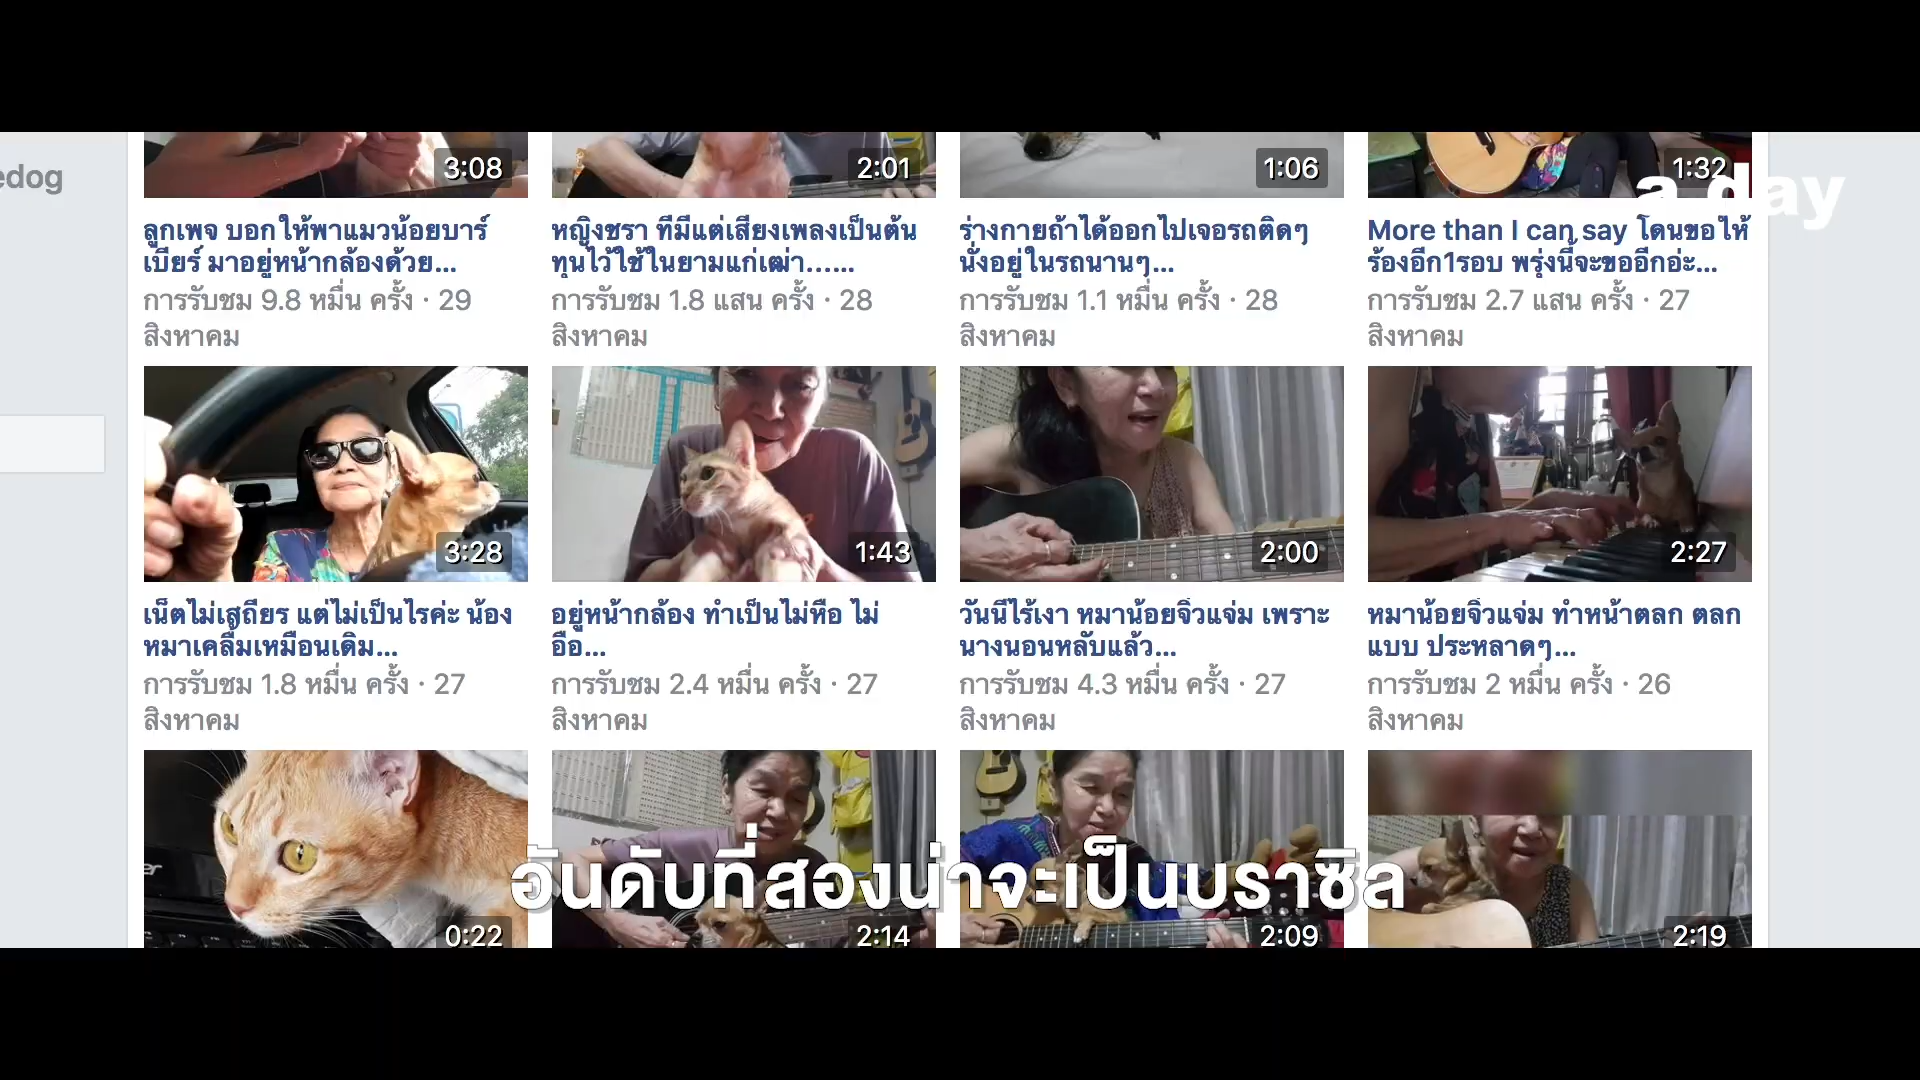 edog
3:08
2:01
1:06
1:32
a day
ลูกเพจ บอกให้พาแมวน้อยบาร์
เบียร์ มาอยู่หน้ากล้องด้วย...
การรับชม 9.8 หมื่น ครั้ง · 29
สิงหาคม
หญิงชรา ที่มีแต่เสียงเพลงเป็นต้น
ทุนไว้ใช้ในยามแก่เฒ่า......
การรับชม 1.8 แสน ครั้ง · 28
สิงหาคม
ร่างกายถ้าได้ออกไปเจอรถติดๆ
นั่งอยู่ในรถนานๆ...
การรับชม 1.1 หมื่น ครั้ง · 28
สิงหาคม
More than I can say โดนขอให้
ร้องอีก1รอบ พรุ่งนี้จะขออีกอ่ะ...
การรับชม 2.7 แสน ครั้ง · 27
สิงหาคม
3:28
1:43
2:00
2:27
เน็ตไม่เสถียร แต่ไม่เป็นไรค่ะ น้อง
หมาเคลิ้มเหมือนเดิม...
การรับชม 1.8 หมื่น ครั้ง · 27
สิงหาคม
อยู่หน้ากล้อง ทำเป็นไม่หือ ไม่
อือ...
การรับชม 2.4 หมื่น ครั้ง · 27
สิงหาคม
วันนี้ไร้เงา หมาน้อยจิ๋วแจ่ม เพราะ
นางนอนหลับแล้ว...
การรับชม 4.3 หมื่น ครั้ง · 27
สิงหาคม
หมาน้อยจิ๋วแจ่ม ทำหน้าตลก ตลก
แบบ ประหลาดๆ...
การรับชม 2 หมื่น ครั้ง · 26
สิงหาคม
อันดับที่สองน่าจะเป็นบราซิล
0:22
2:14
2:09
2:19